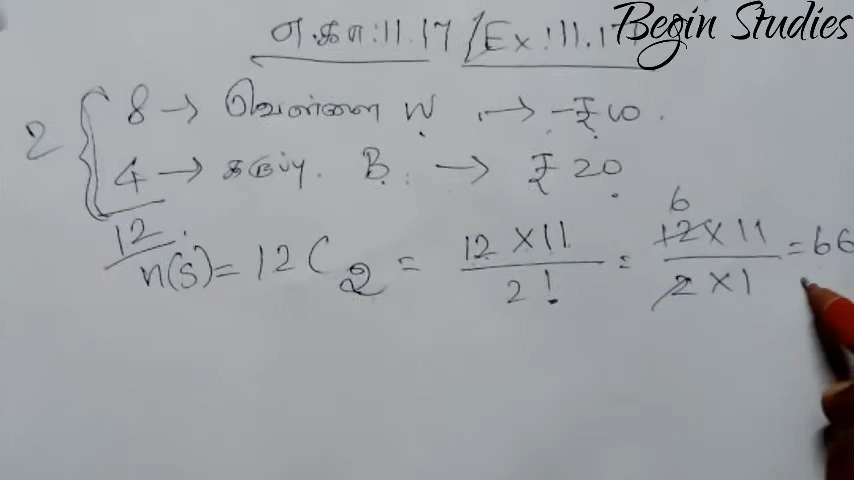 Begin Studies
எ.கா:11.17 / Ex:11.17
2 { 8 → வெள்ளை W → -₹10.
4 → கருப்பு B. → ₹20
12
n(S) = 12C2 = 12 × 11 / 2! = 12 × 11 / 2 × 1 = 66
6